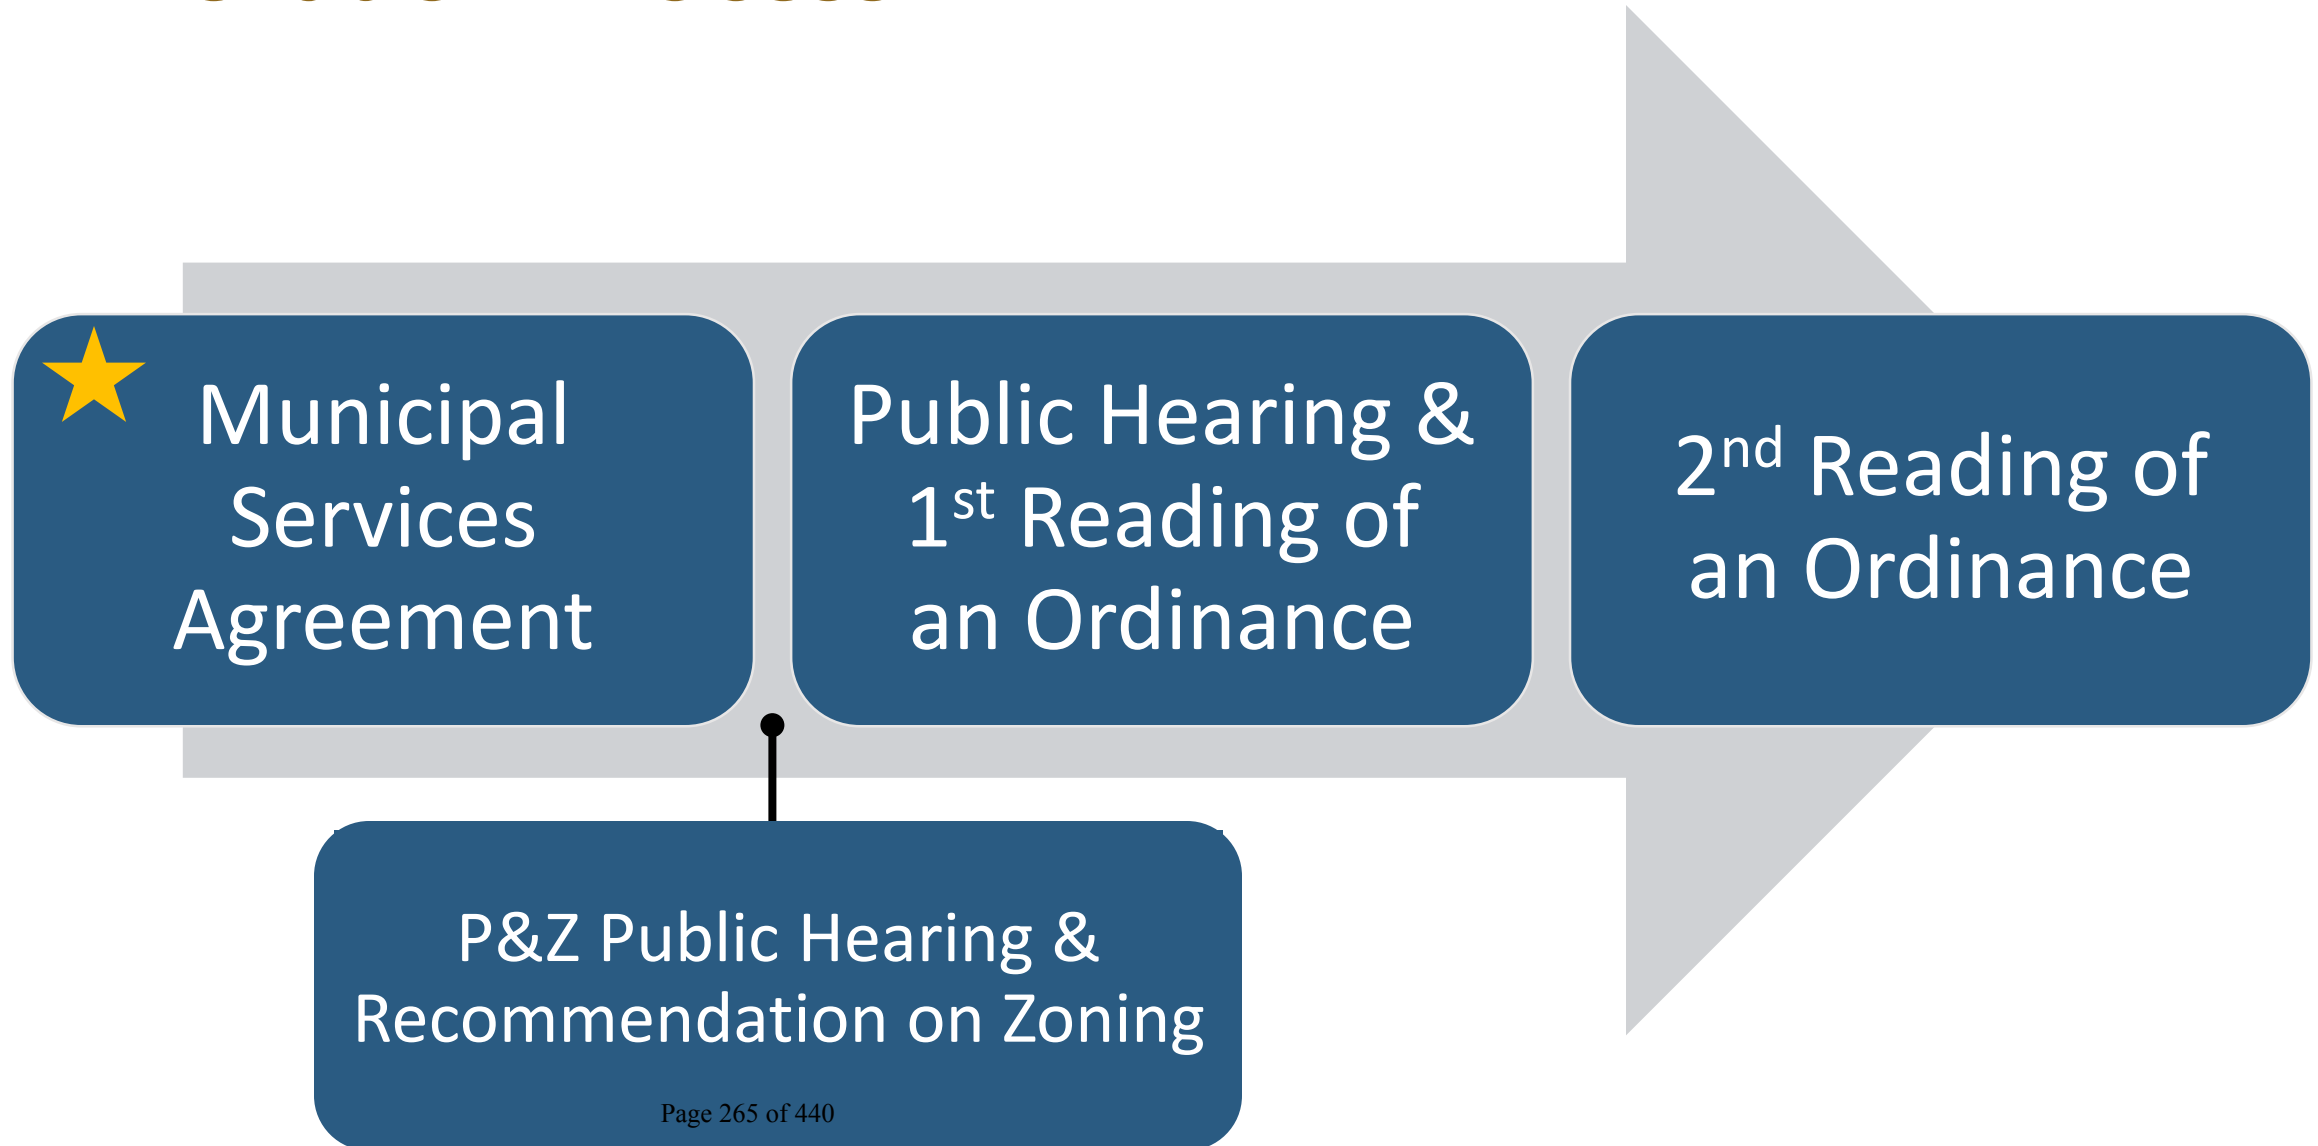 Municipal
Services
Agreement
Public Hearing &
1st Reading of
an Ordinance
2nd Reading of
an Ordinance
P&Z Public Hearing &
Recommendation on Zoning
Page 265 of 440